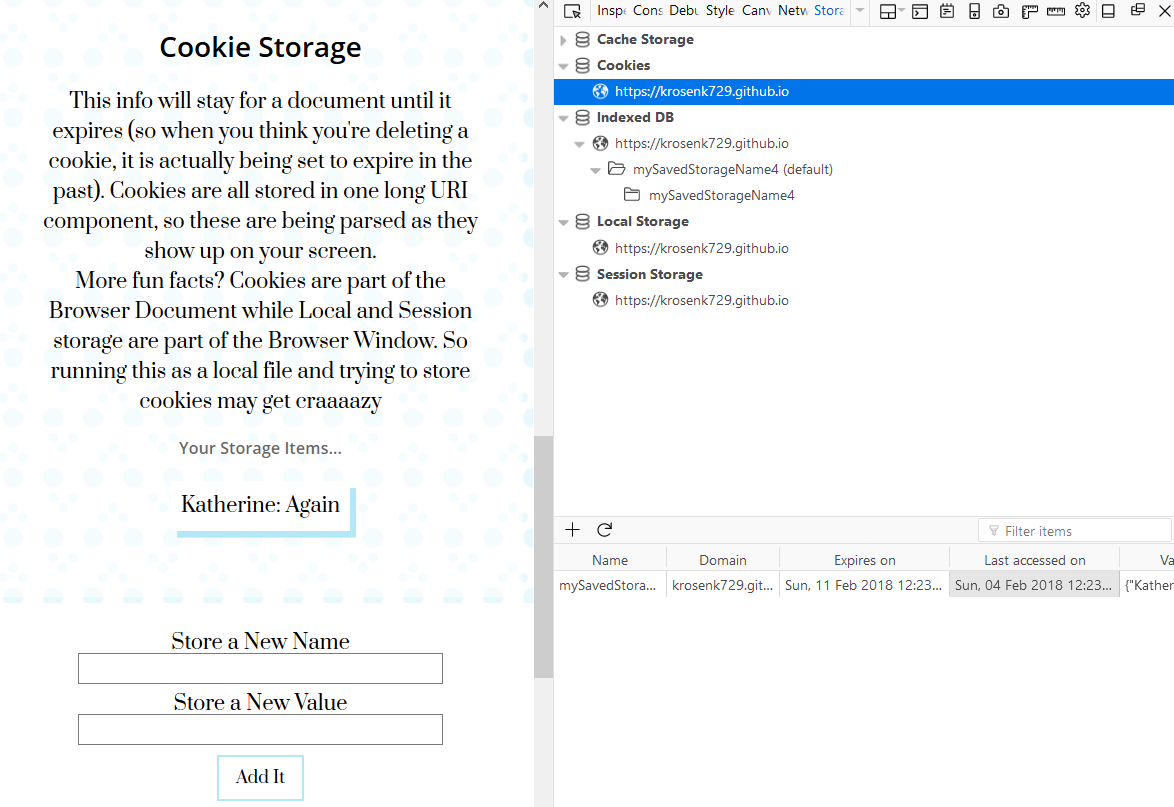 Cookie Storage
This info will stay for a document until it
expires (so when you think you're deleting a
cookie, it is actually being set to expire in the
past). Cookies are all stored in one long URI
component, so these are being parsed as they
show up on your screen.
More fun facts? Cookies are part of the
Browser Document while Local and Session
storage are part of the Browser Window. So
running this as a local file and trying to store
cookies may get craaaazy
Your Storage Items...
Katherine: Again
Store a New Name
Store a New Value
Add It
Inspe Cons Debu Style Canv Netw Stora
Cache Storage
Cookies
https://krosenk729.github.io
Indexed DB
https://krosenk729.github.io
mySavedStorageName4 (default)
mySavedStorageName4
Local Storage
https://krosenk729.github.io
Session Storage
https://krosenk729.github.io
Filter items
Name Domain Expires on Last accessed on Va
mySavedStora... krosenk729.git... Sun, 11 Feb 2018 12:23... Sun, 04 Feb 2018 12:23... {"Kather